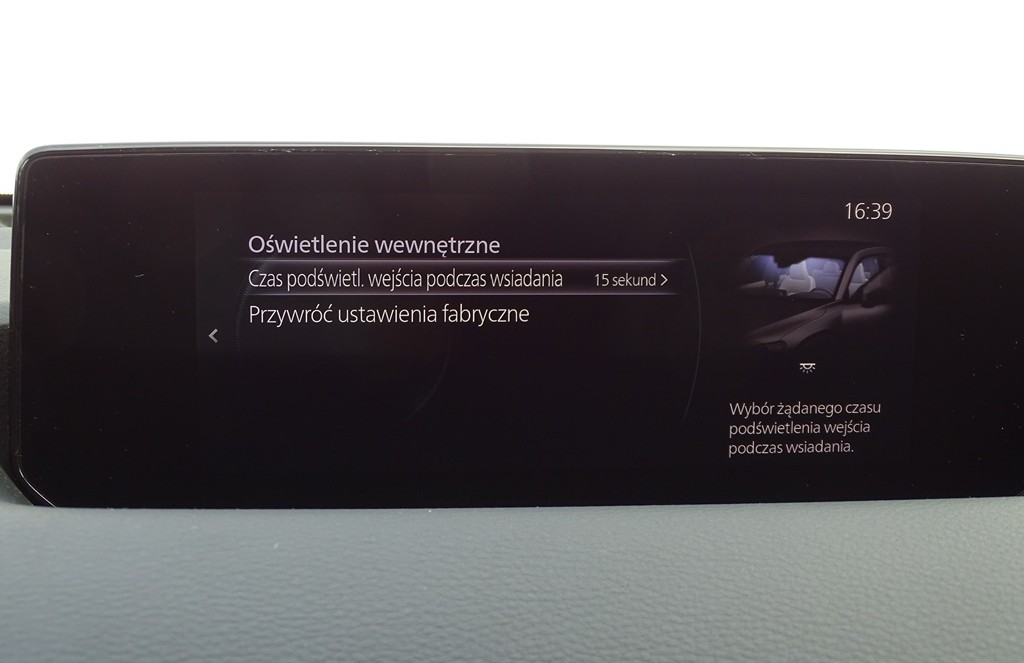 16:39
Oświetlenie wewnętrzne
Czas podświetl. wejścia podczas wsiadania 15 sekund >
Przywróć ustawienia fabryczne
<
Wybór żądanego czasu
podświetlenia wejścia
podczas wsiadania.